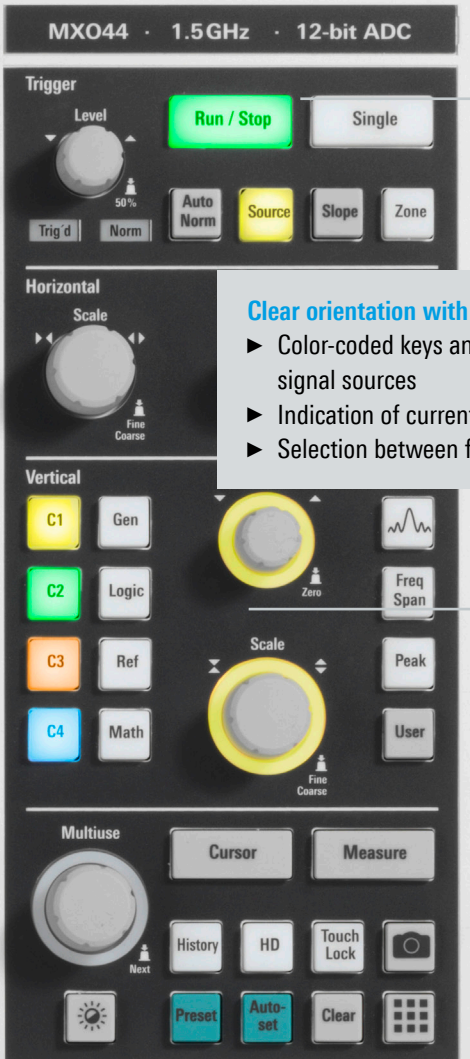 MXO44 · 1.5 GHz · 12-bit ADC
Trigger
Level
50%
Run / Stop
Single
Trig´d
Norm
Auto
Norm
Source
Slope
Zone
Horizontal
Scale
Fine
Coarse
Clear orientation with
► Color-coded keys an
signal sources
► Indication of current
► Selection between f
Vertical
C1
Gen
Zero
C2
Logic
Freq
Span
C3
Ref
Scale
Peak
C4
Math
User
Fine
Coarse
Multiuse
Next
Cursor
Measure
History
HD
Touch
Lock
Preset
Auto-
set
Clear